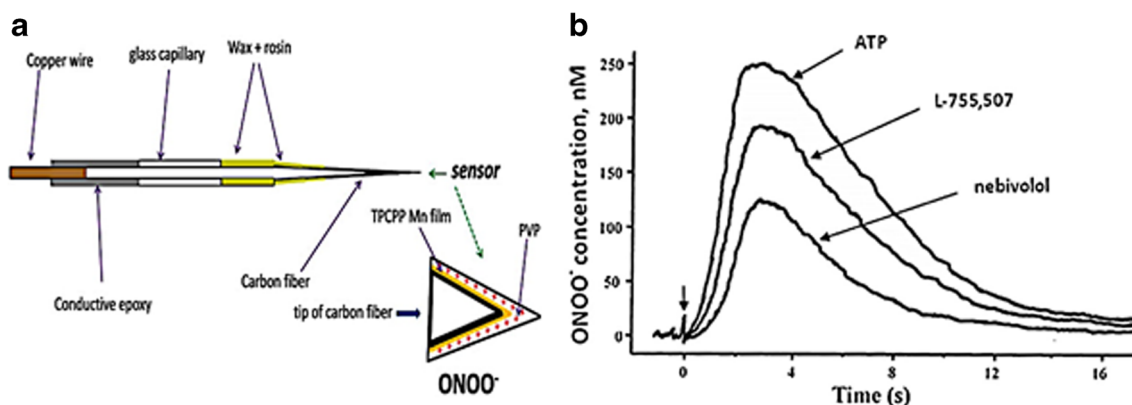 a
Copper wire
glass capillary
Wax + rosin
sensor
TPCPP Mn film
PVP
Carbon fiber
Conductive epoxy
tip of carbon fiber
ONOO⁻
b
ONOO⁻ concentration, nM
250
200
150
100
50
0
ATP
L-755,507
nebivolol
0 4 8 12 16
Time (s)